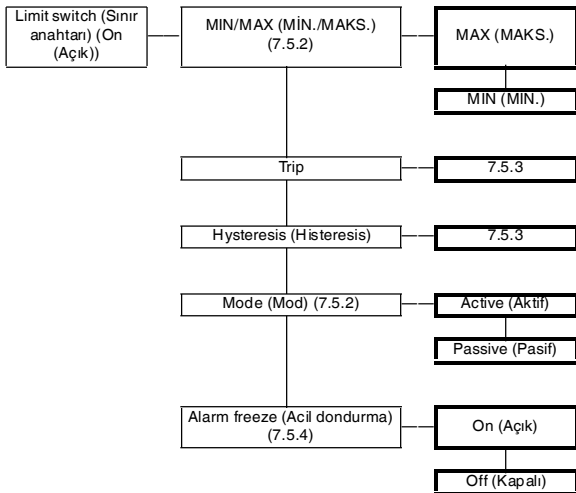 Limit switch (Sınır
anahtarı) (On
(Açık))
MIN/MAX (MİN./MAKS.)
(7.5.2)
MAX (MAKS.)
MIN (MIN.)
Trip
7.5.3
Hysteresis (Histeresis)
7.5.3
Mode (Mod) (7.5.2)
Active (Aktif)
Passive (Pasif)
Alarm freeze (Acil dondurma)
(7.5.4)
On (Açık)
Off (Kapalı)